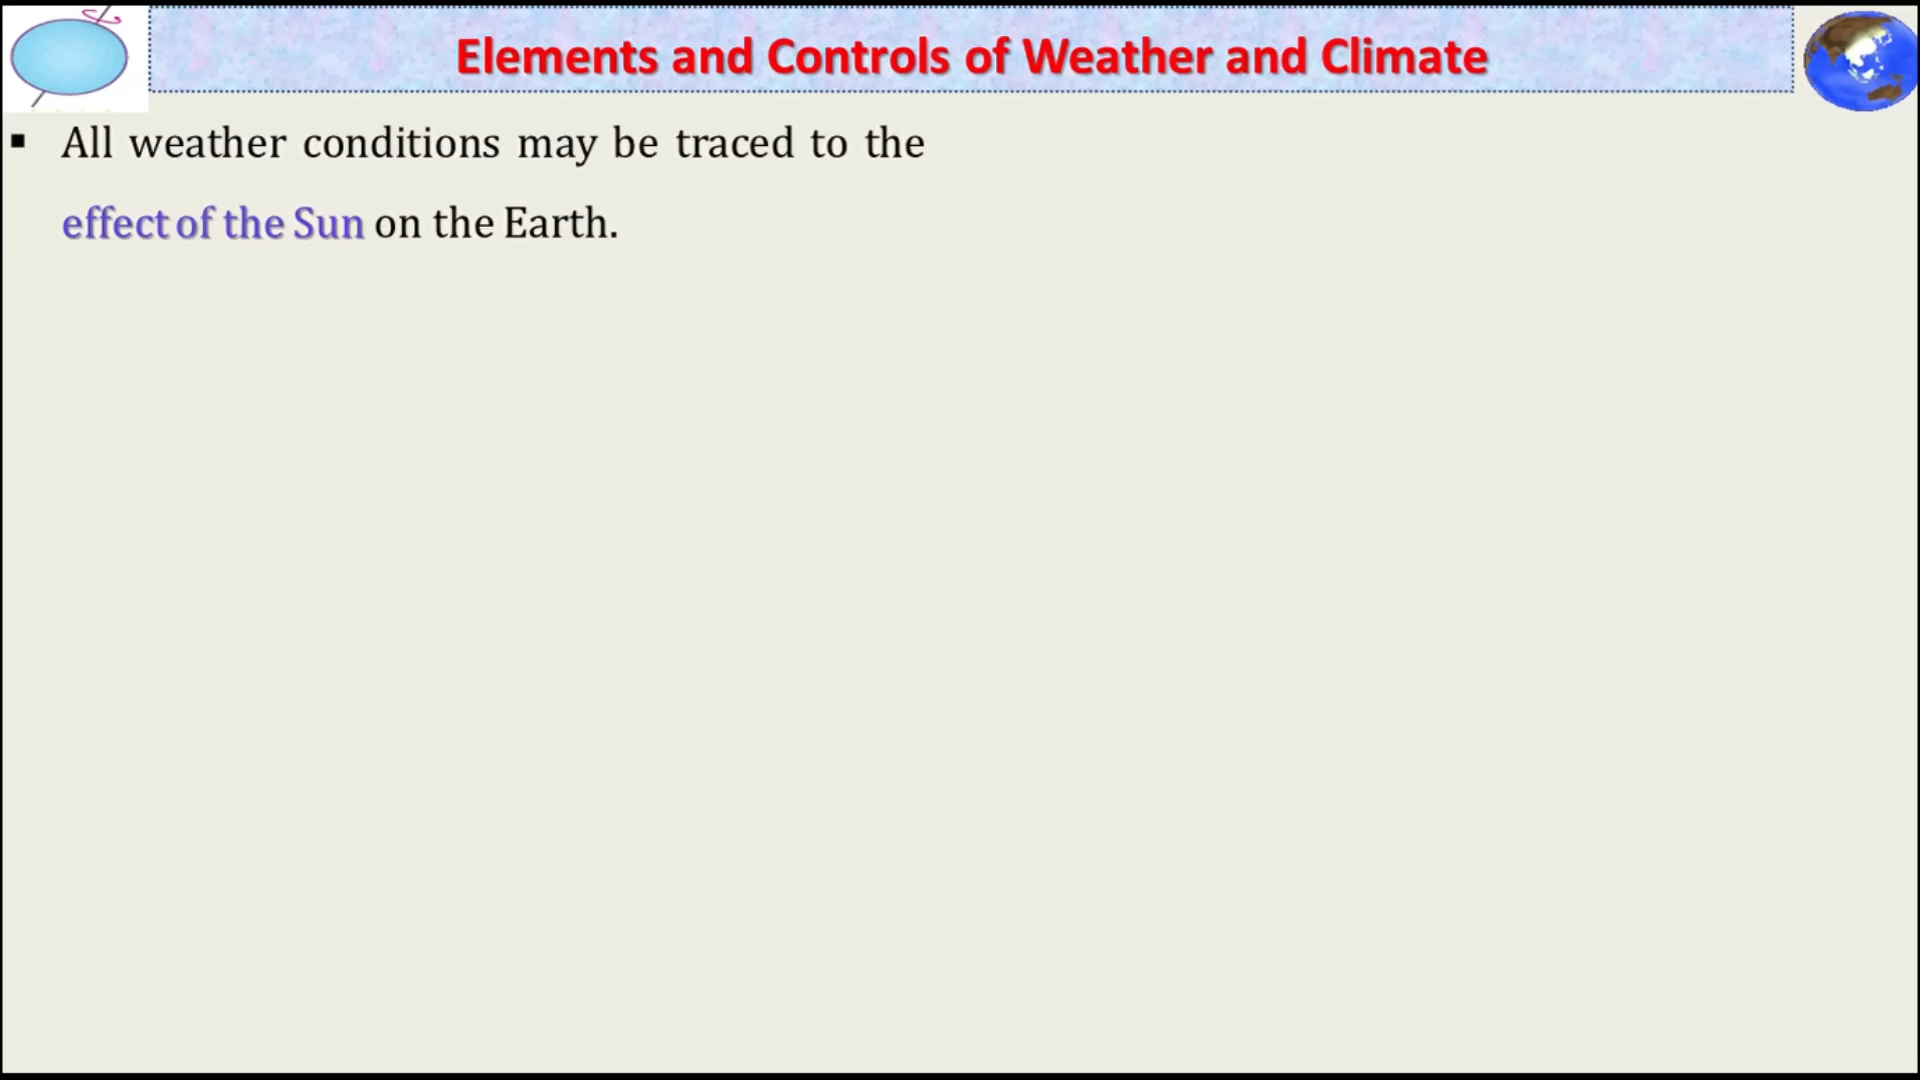 Elements and Controls of Weather and Climate
▪ All weather conditions may be traced to the
effect of the Sun on the Earth.